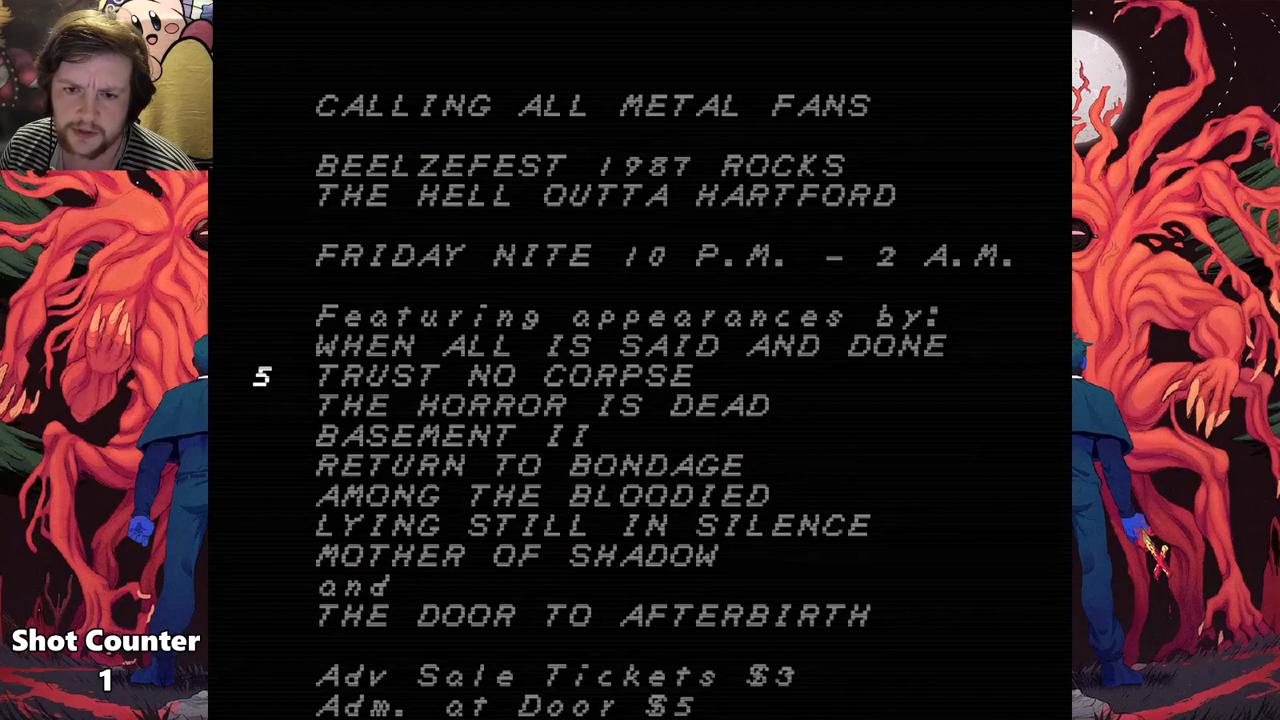 CALLING ALL METAL FANS
BEELZEFEST 1987 ROCKS
THE HELL OUTTA HARTFORD
FRIDAY NITE 10 P.M. - 2 A.M.
Featuring appearances by:
WHEN ALL IS SAID AND DONE
5 TRUST NO CORPSE
THE HORROR IS DEAD
BASEMENT II
RETURN TO BONDAGE
AMONG THE BLOODIED
LYING STILL IN SILENCE
MOTHER OF SHADOW
and
THE DOOR TO AFTERBIRTH
Adv Sale Tickets $3
Adm. at Door $5
Shot Counter
1